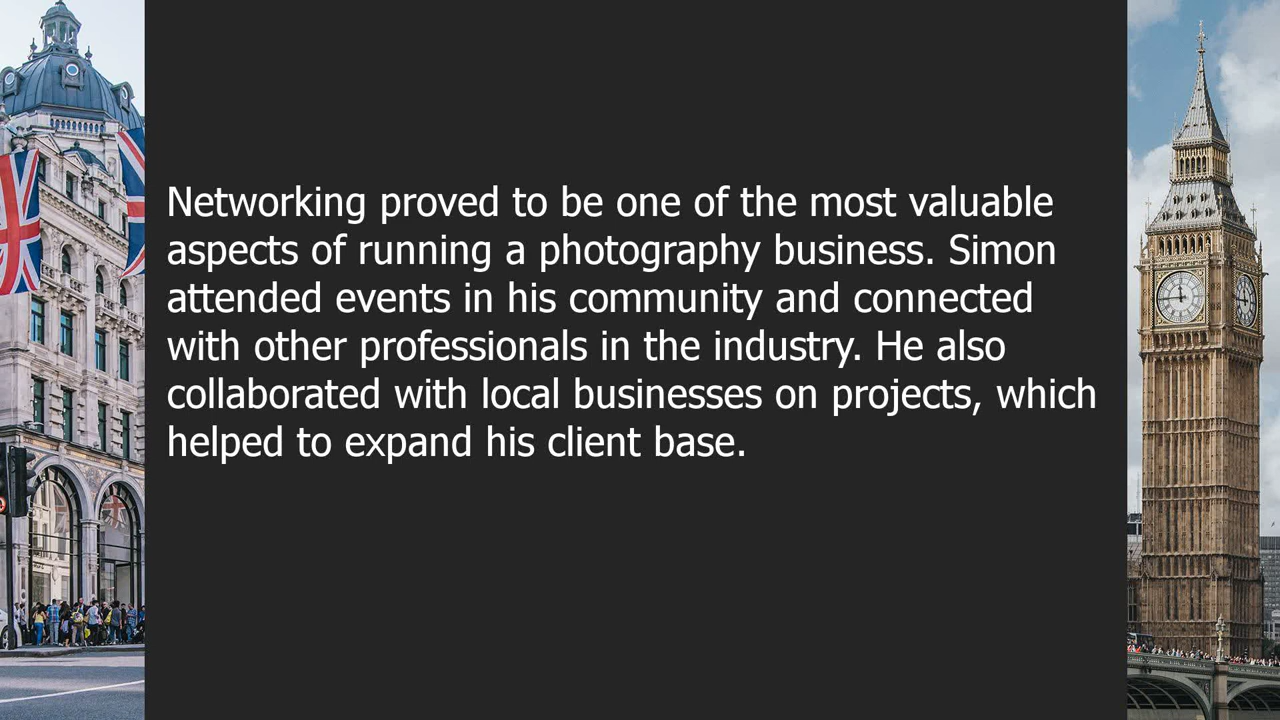 Networking proved to be one of the most valuable
aspects of running a photography business. Simon
attended events in his community and connected
with other professionals in the industry. He also
collaborated with local businesses on projects, which
helped to expand his client base.